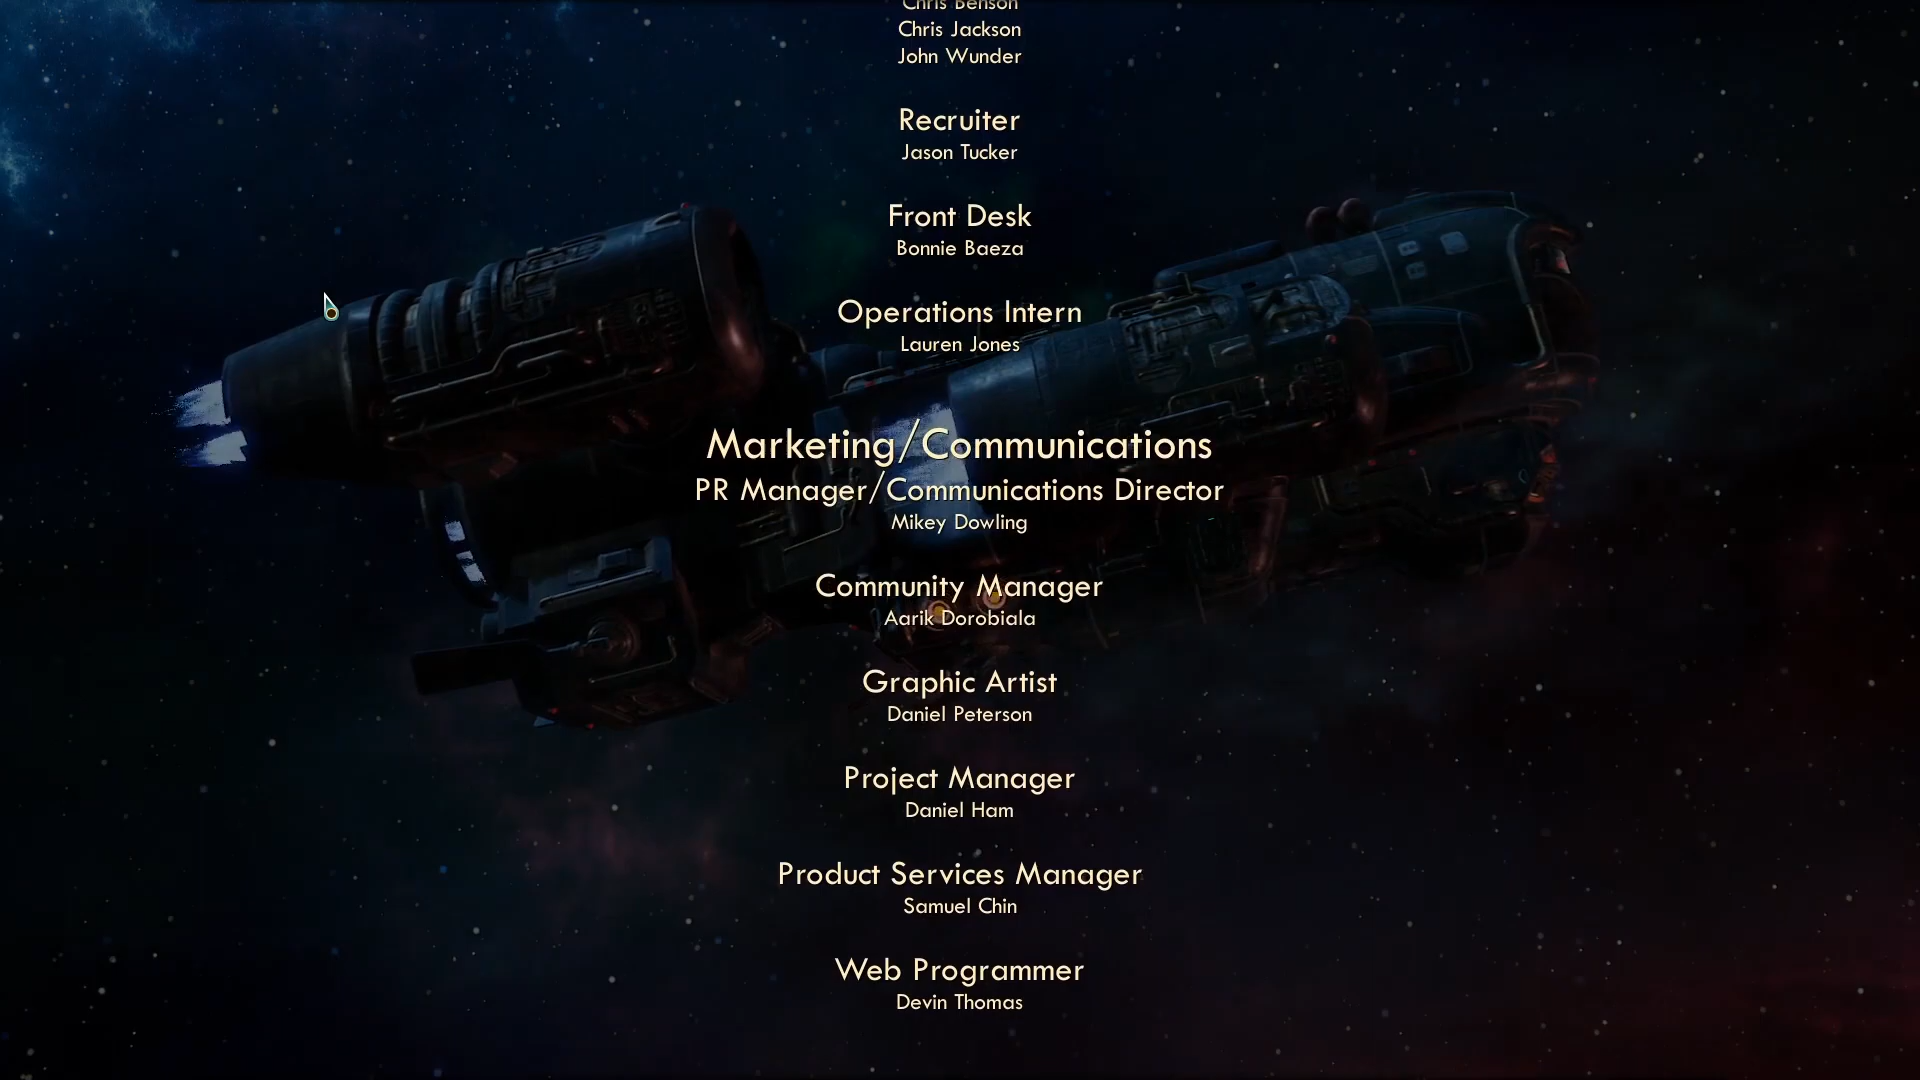 Chris Benson
Chris Jackson
John Wunder
Recruiter
Jason Tucker
Front Desk
Bonnie Baeza
Operations Intern
Lauren Jones
Marketing/Communications
PR Manager/Communications Director
Mikey Dowling
Community Manager
Aarik Dorobiala
Graphic Artist
Daniel Peterson
Project Manager
Daniel Ham
Product Services Manager
Samuel Chin
Web Programmer
Devin Thomas